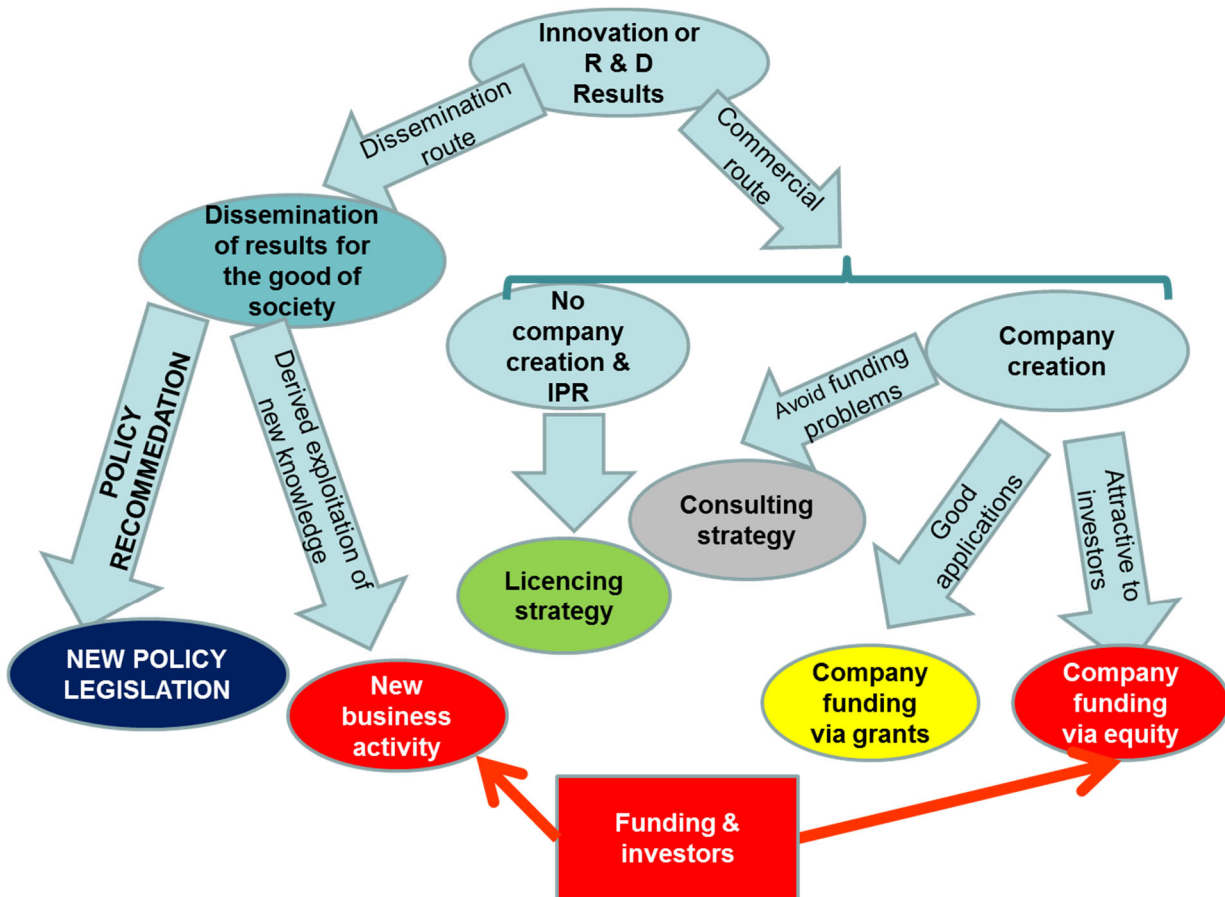 Innovation or
R & D
Results
Dissemination
route
Commercial
route
Dissemination
of results for
the good of
society
No
company
creation &
IPR
Company
creation
POLICY
RECOMMEDATION
Derived exploitation of
new knowledge
Avoid funding
problems
Consulting
strategy
Good
applications
Attractive to
investors
Licencing
strategy
NEW POLICY
LEGISLATION
New
business
activity
Company
funding
via grants
Company
funding
via equity
Funding &
investors